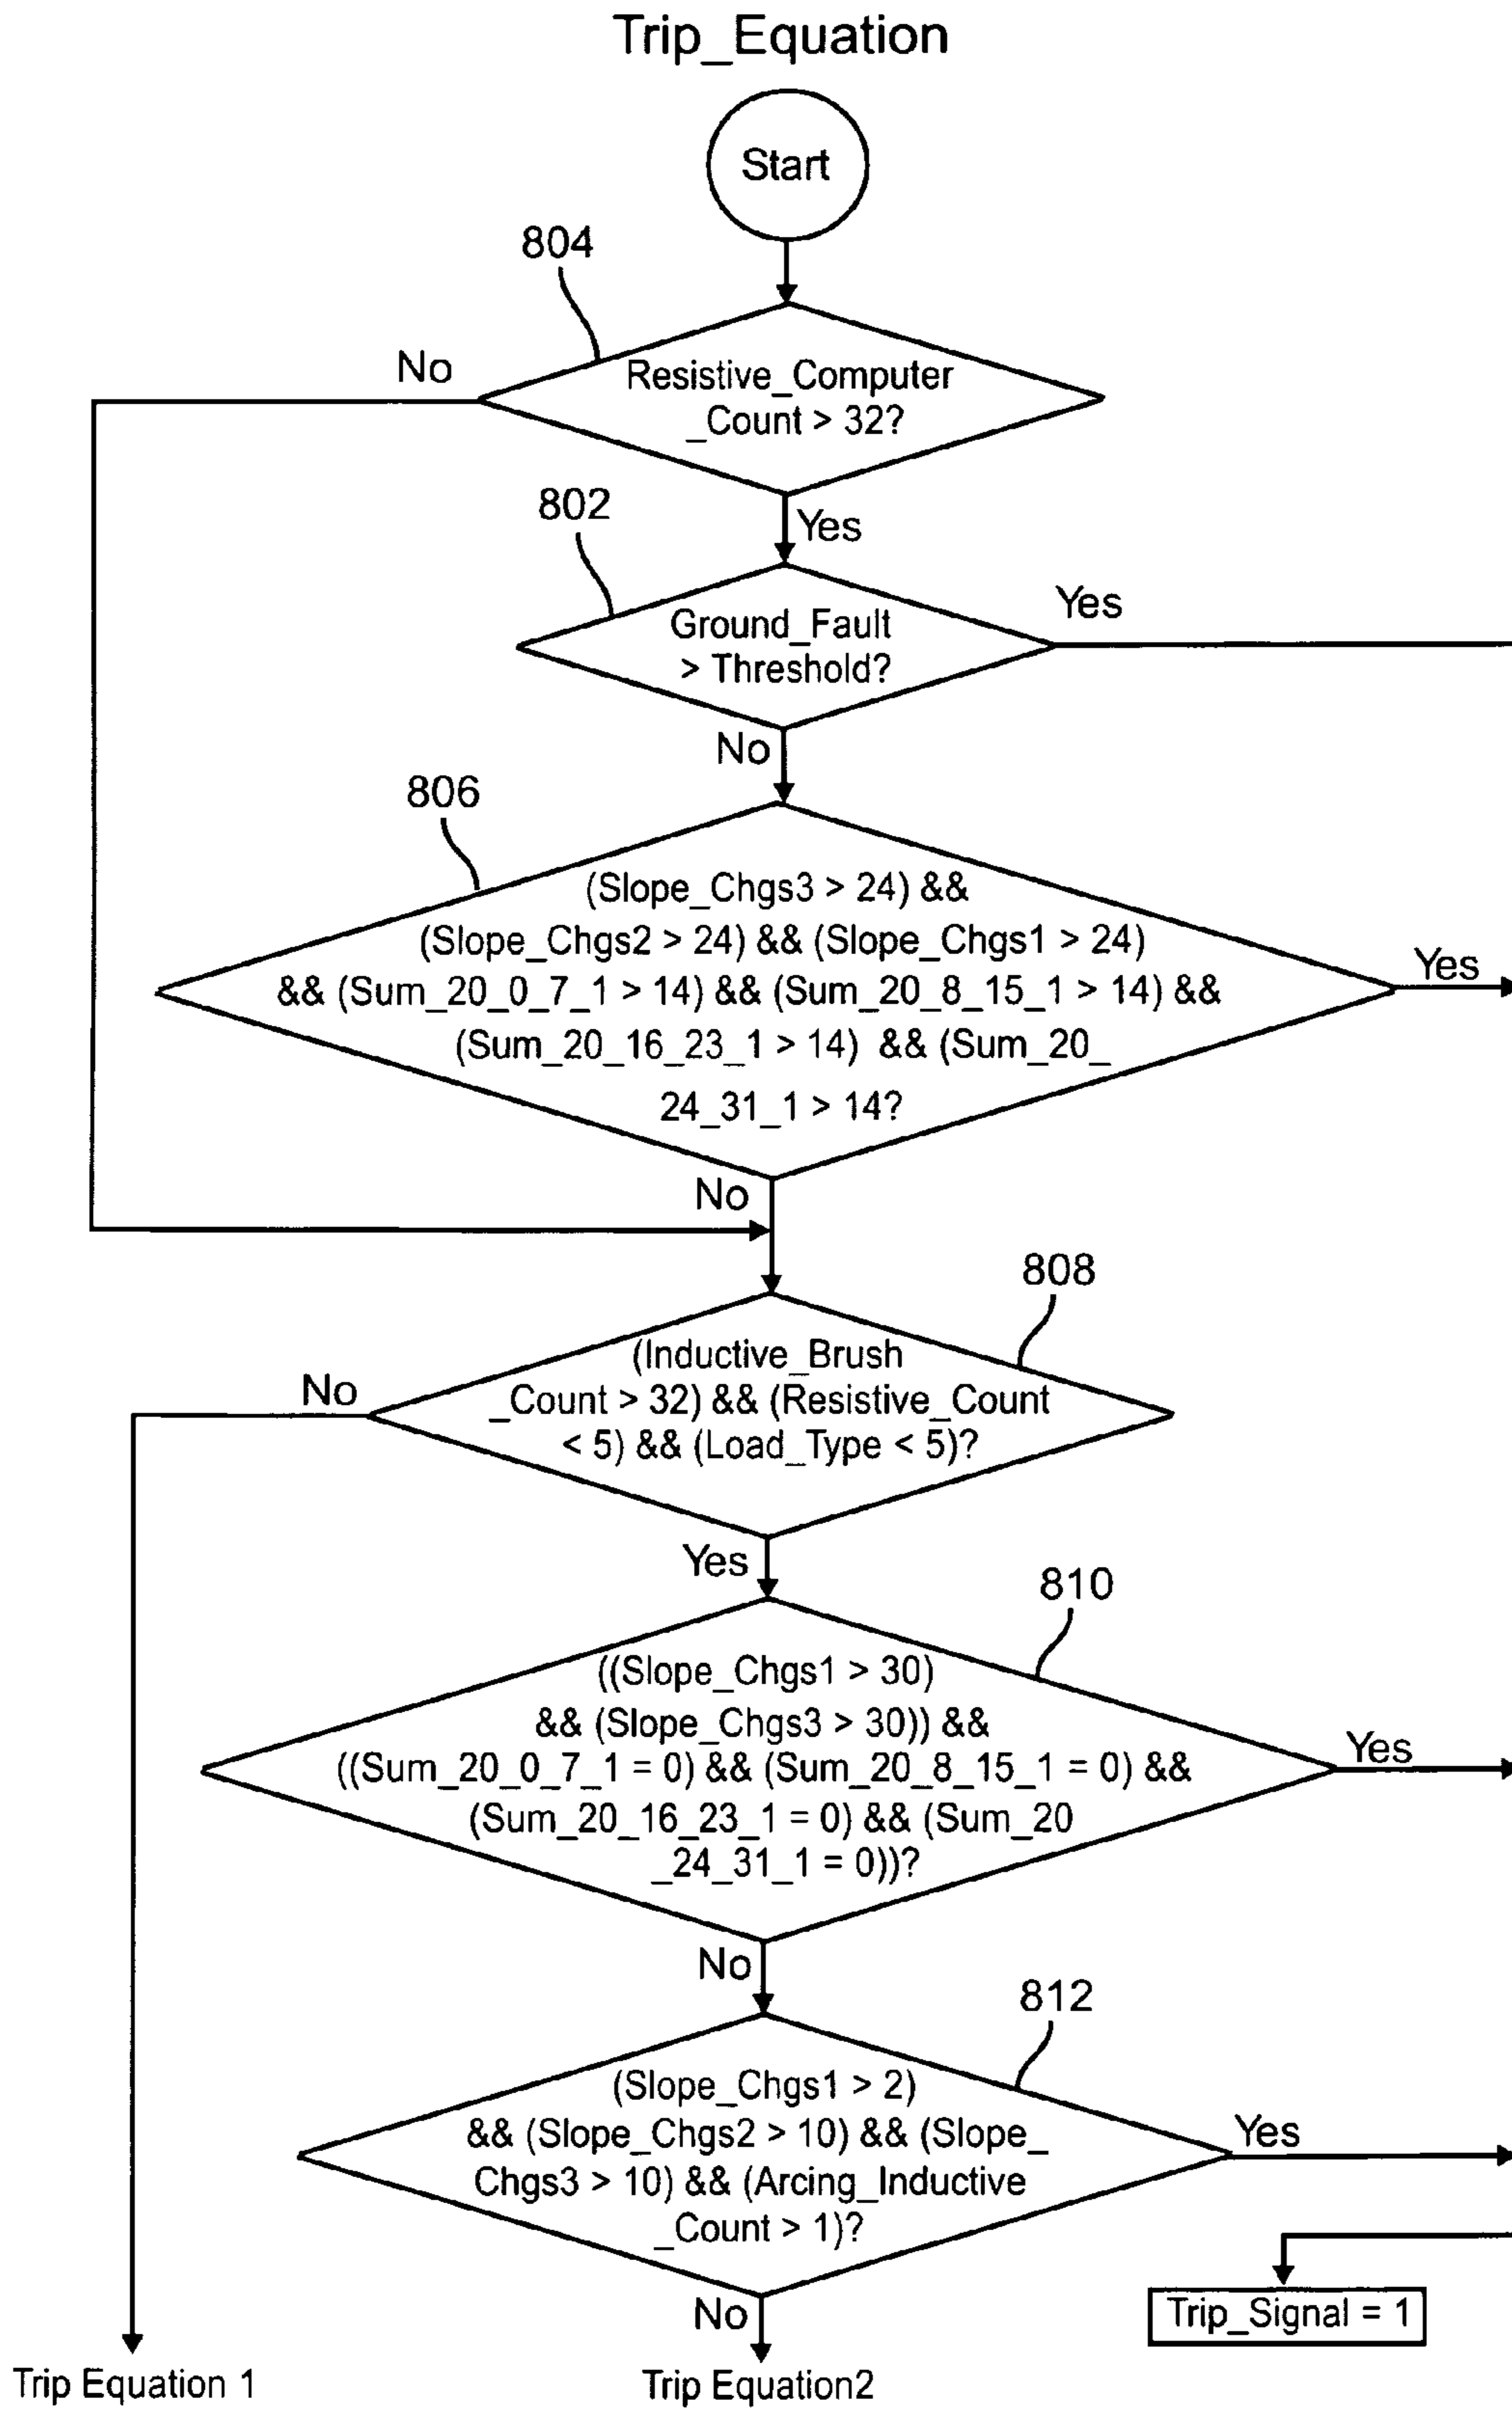 Trip_Equation
Start
804
No
Resistive_Computer
_Count > 32?
802
Yes
Ground_Fault
> Threshold?
Yes
No
806
(Slope_Chgs3 > 24) &&
(Slope_Chgs2 > 24) && (Slope_Chgs1 > 24)
&& (Sum_20_0_7_1 > 14) && (Sum_20_8_15_1 > 14) &&
(Sum_20_16_23_1 > 14) && (Sum_20_
24_31_1 > 14?
Yes
No
808
(Inductive_Brush
_Count > 32) && (Resistive_Count
< 5) && (Load_Type < 5)?
No
Yes
810
((Slope_Chgs1 > 30)
&& (Slope_Chgs3 > 30)) &&
((Sum_20_0_7_1 = 0) && (Sum_20_8_15_1 = 0) &&
(Sum_20_16_23_1 = 0) && (Sum_20
_24_31_1 = 0))?
Yes
No
812
(Slope_Chgs1 > 2)
&& (Slope_Chgs2 > 10) && (Slope_
Chgs3 > 10) && (Arcing_Inductive
_Count > 1)?
Yes
No
Trip_Signal = 1
Trip Equation 1
Trip Equation2